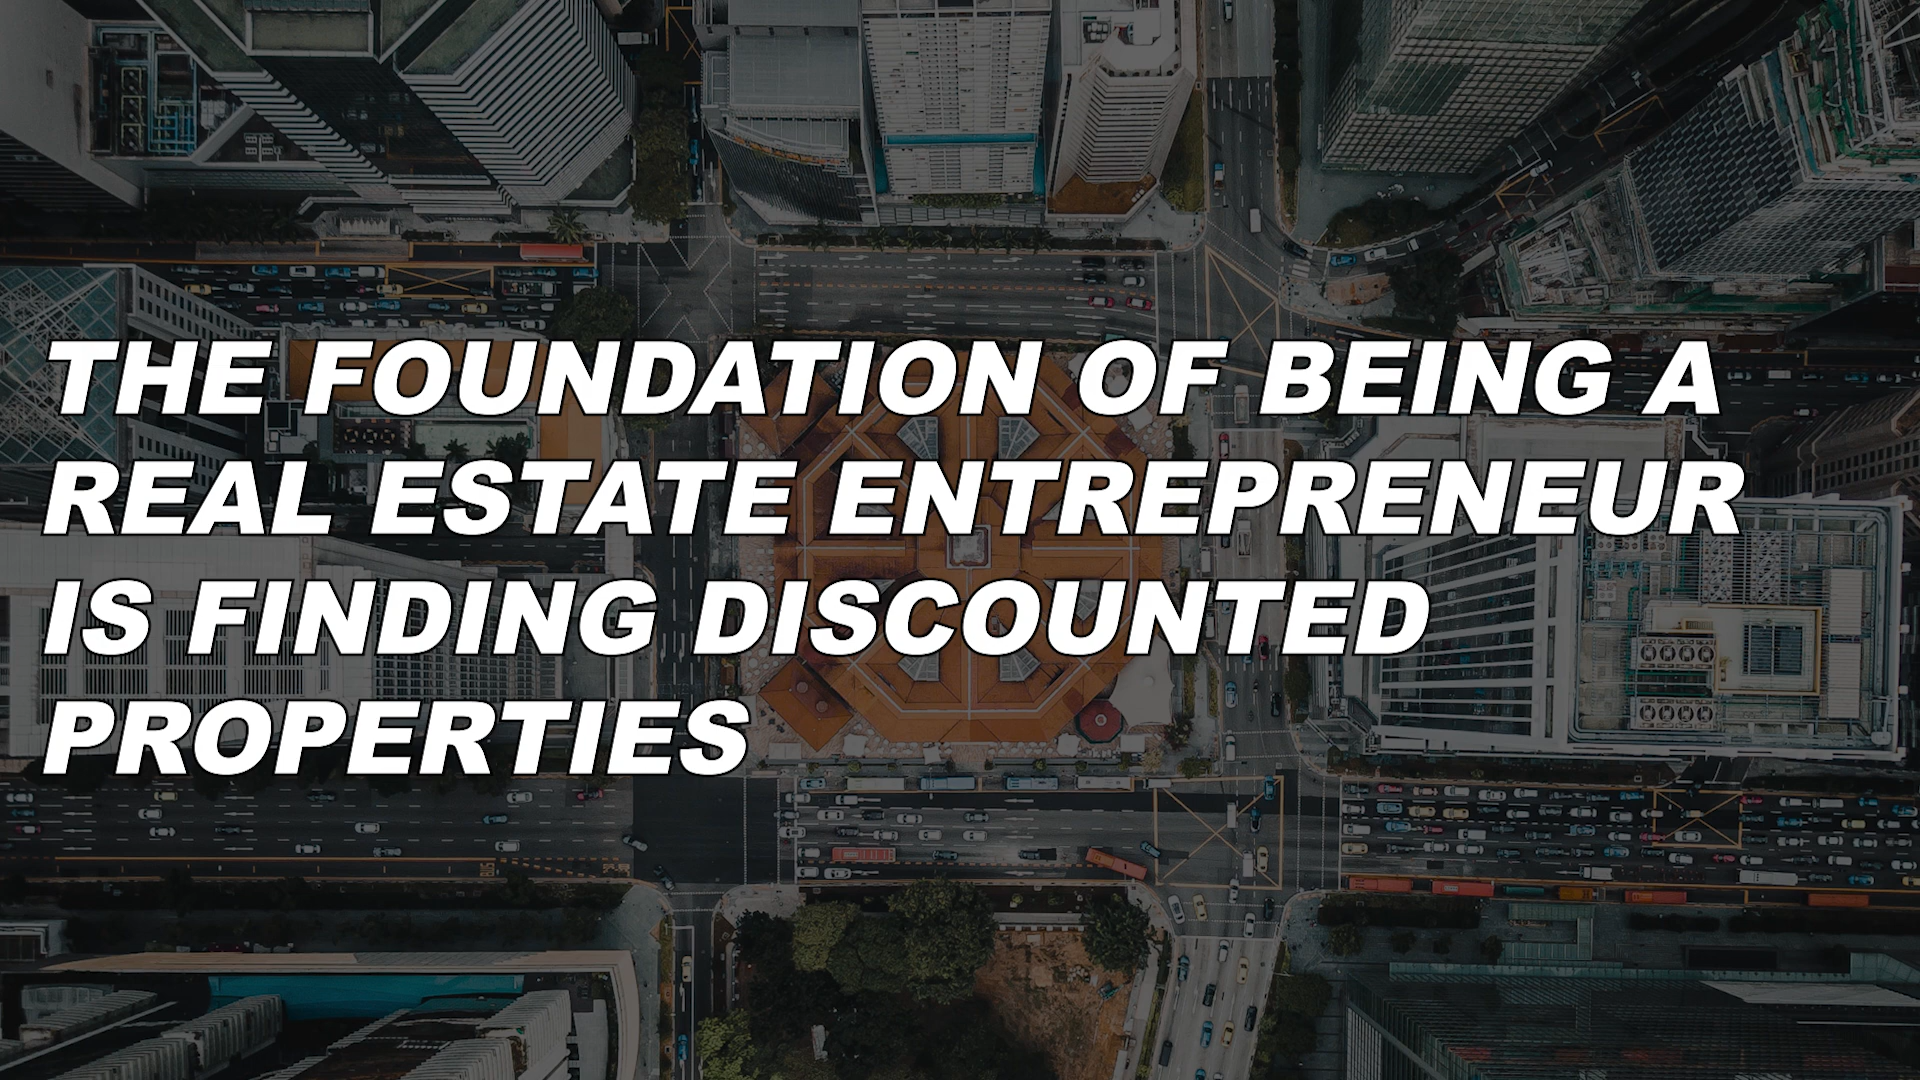 THE FOUNDATION OF BEING A
REAL ESTATE ENTREPRENEUR
IS FINDING DISCOUNTED
PROPERTIES